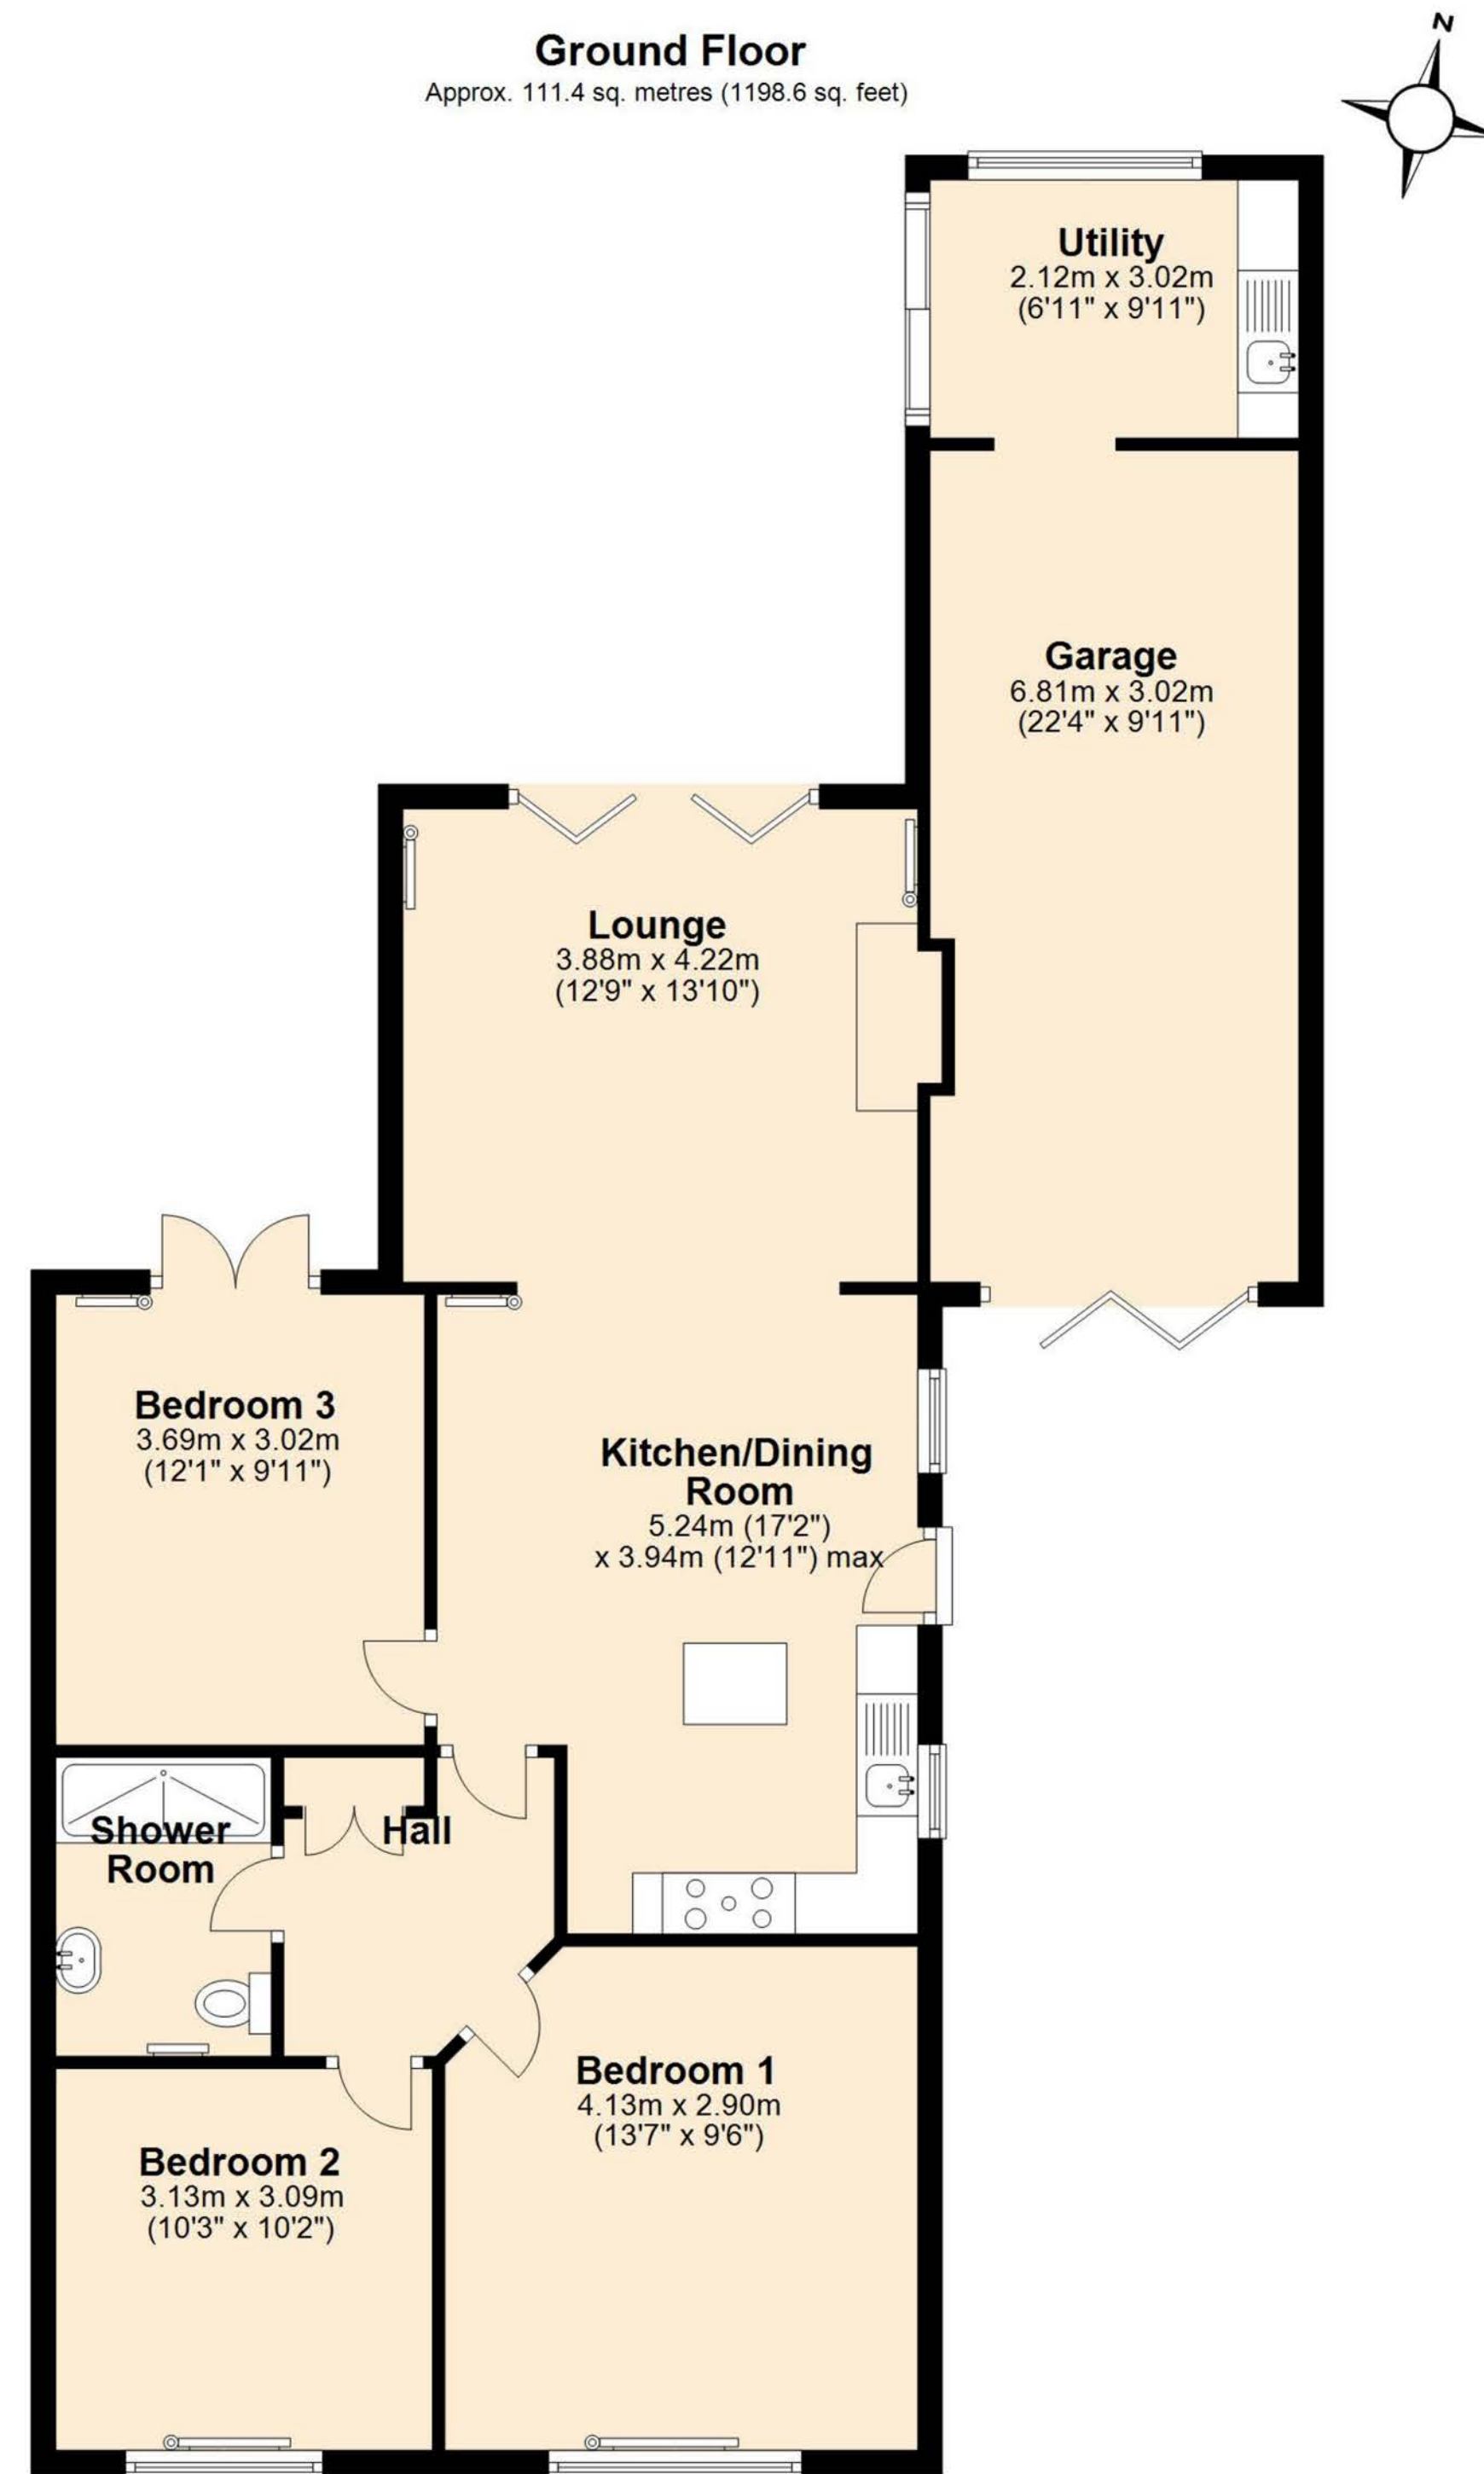 Ground Floor
Approx. 111.4 sq. metres (1198.6 sq. feet)
N
Utility
2.12m x 3.02m
(6'11" x 9'11")
Garage
6.81m x 3.02m
(22'4" x 9'11")
Lounge
3.88m x 4.22m
(12'9" x 13'10")
Bedroom 3
3.69m x 3.02m
(12'1" x 9'11")
Kitchen/Dining
Room
5.24m (17'2")
x 3.94m (12'11") max
Shower
Room
Hall
Bedroom 1
4.13m x 2.90m
(13'7" x 9'6")
Bedroom 2
3.13m x 3.09m
(10'3" x 10'2")